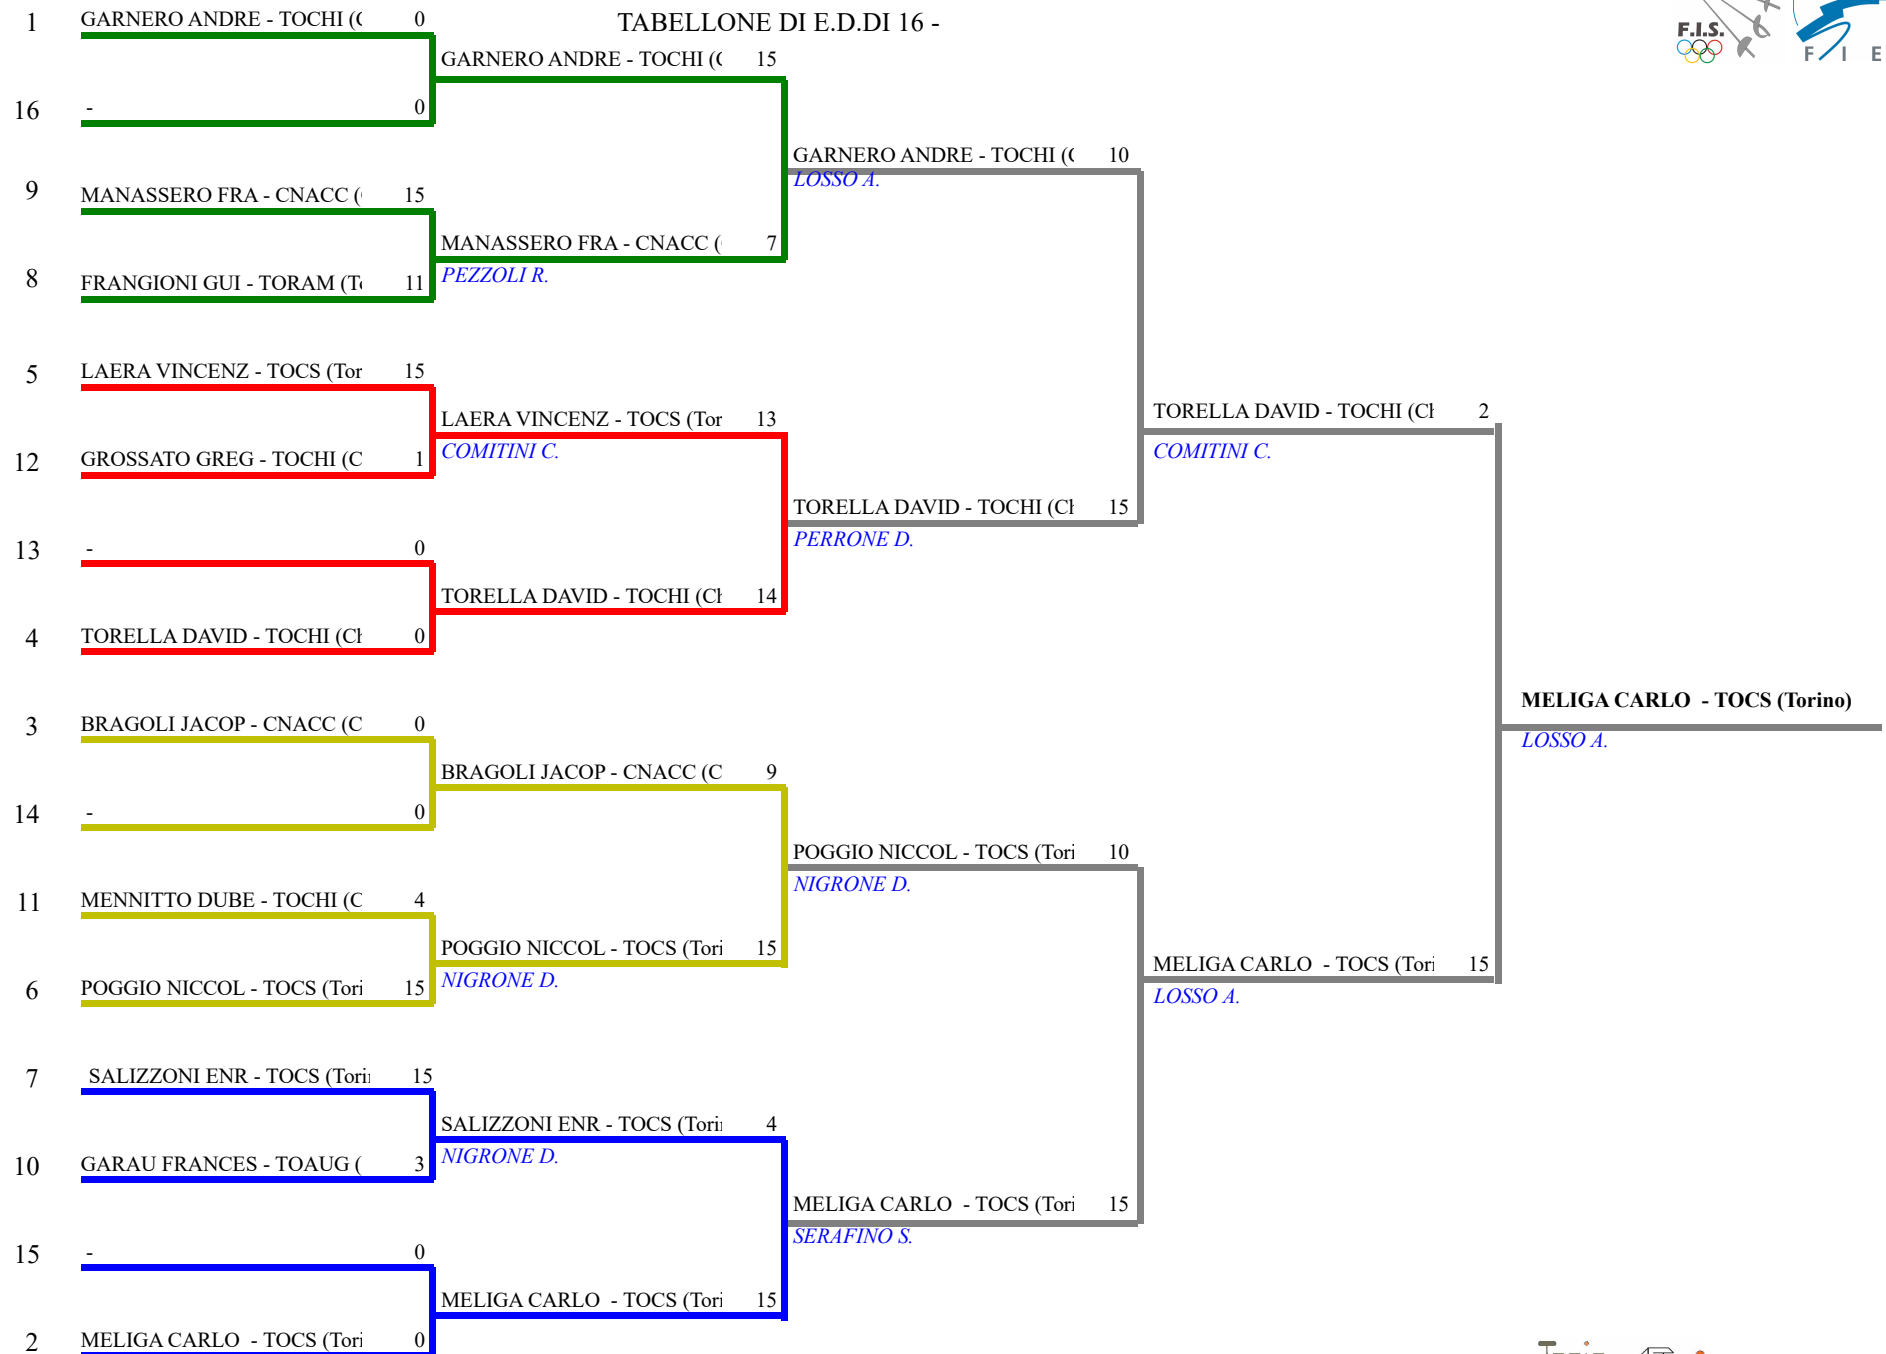 TABELLONE DI E.D.DI 16 -
F.I.S.
F I E
1 GARNERO ANDRE - TOCHI (C 0
GARNERO ANDRE - TOCHI (C 15
16 - 0
GARNERO ANDRE - TOCHI (C 10
LOSSO A.
9 MANASSERO FRA - CNACC ( 15
MANASSERO FRA - CNACC ( 7
PEZZOLI R.
8 FRANGIONI GUI - TORAM (To 11
5 LAERA VINCENZ - TOCS (Tor 15
LAERA VINCENZ - TOCS (Tor 13
COMITINI C.
TORELLA DAVID - TOCHI (Ch 2
COMITINI C.
12 GROSSATO GREG - TOCHI (C 1
TORELLA DAVID - TOCHI (Ch 15
PERRONE D.
13 - 0
TORELLA DAVID - TOCHI (Ch 14
4 TORELLA DAVID - TOCHI (Ch 0
MELIGA CARLO - TOCS (Torino)
LOSSO A.
3 BRAGOLI JACOP - CNACC (C 0
BRAGOLI JACOP - CNACC (C 9
14 - 0
POGGIO NICCOL - TOCS (Tori 10
NIGRONE D.
11 MENNITTO DUBE - TOCHI (C 4
POGGIO NICCOL - TOCS (Tori 15
NIGRONE D.
MELIGA CARLO - TOCS (Tori 15
LOSSO A.
6 POGGIO NICCOL - TOCS (Tori 15
7 SALIZZONI ENR - TOCS (Tori 15
SALIZZONI ENR - TOCS (Tori 4
NIGRONE D.
10 GARAU FRANCES - TOAUG ( 3
MELIGA CARLO - TOCS (Tori 15
SERAFINO S.
15 - 0
MELIGA CARLO - TOCS (Tori 15
2 MELIGA CARLO - TOCS (Tori 0